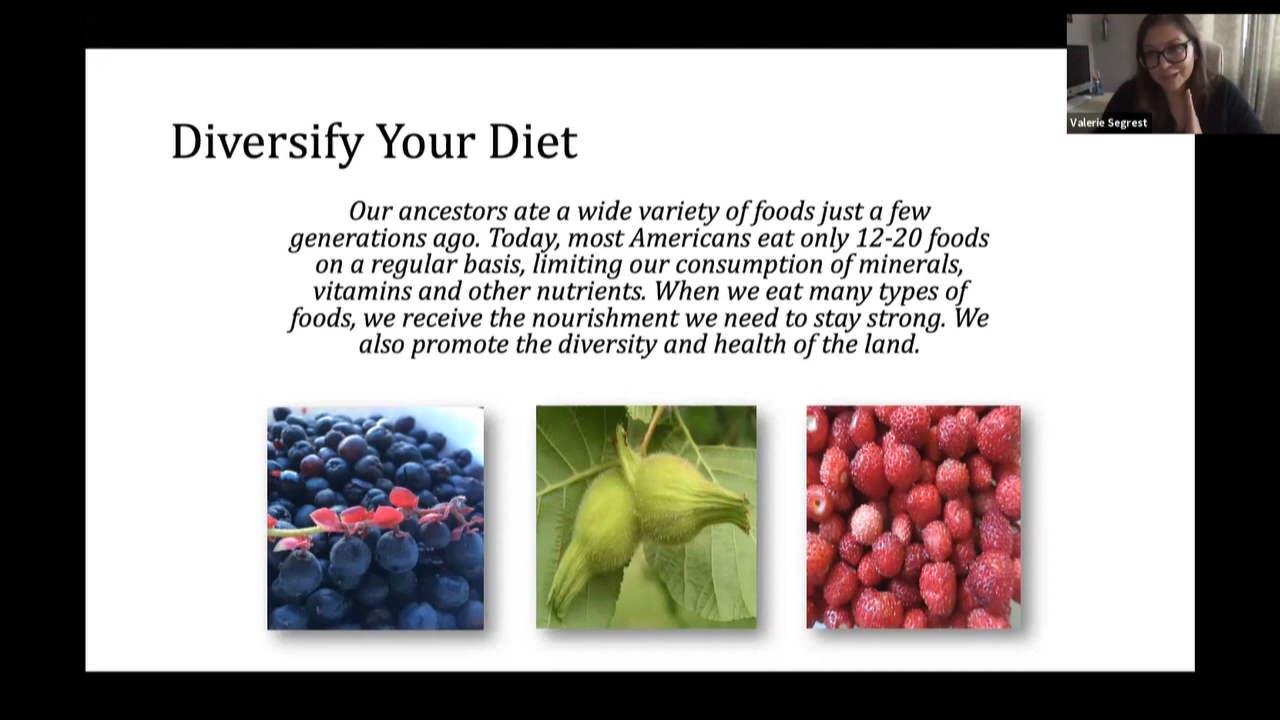 Valerie Segrest
Diversify Your Diet
Our ancestors ate a wide variety of foods just a few
generations ago. Today, most Americans eat only 12-20 foods
on a regular basis, limiting our consumption of minerals,
vitamins and other nutrients. When we eat many types of
foods, we receive the nourishment we need to stay strong. We
also promote the diversity and health of the land.